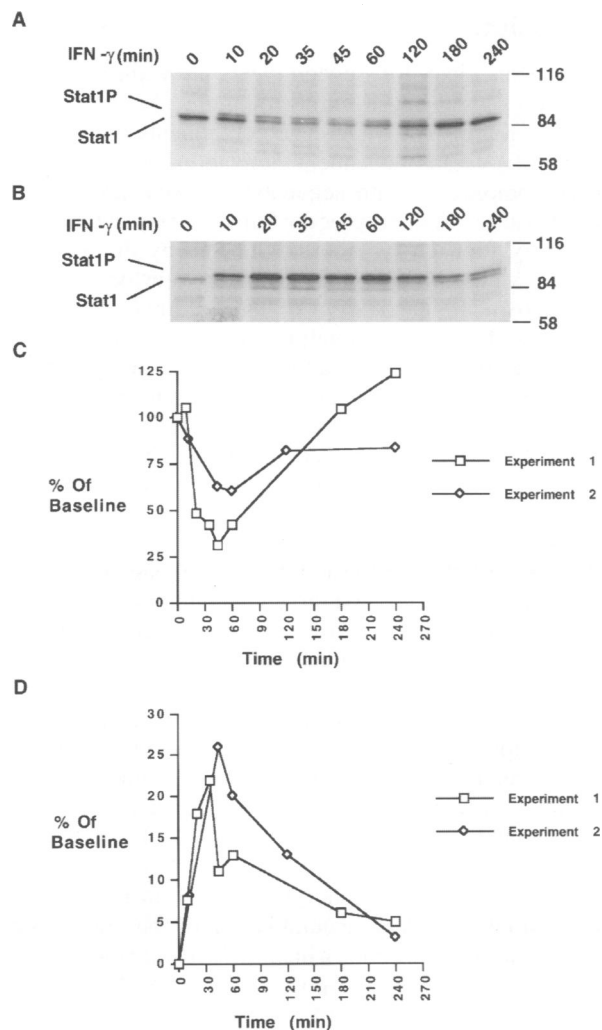 A
IFN -γ (min) 0 10 20 35 45 60 120 180 240
Stat1P
Stat1
116
84
58
B
IFN -γ (min) 0 10 20 35 45 60 120 180 240
Stat1P
Stat1
116
84
58
C
125
100
75
50
25
0
% Of
Baseline
0 30 60 90 120 150 180 210 240 270
Time (min)
Experiment 1
Experiment 2
D
30
25
20
15
10
5
0
% Of
Baseline
0 30 60 90 120 150 180 210 240 270
Time (min)
Experiment 1
Experiment 2